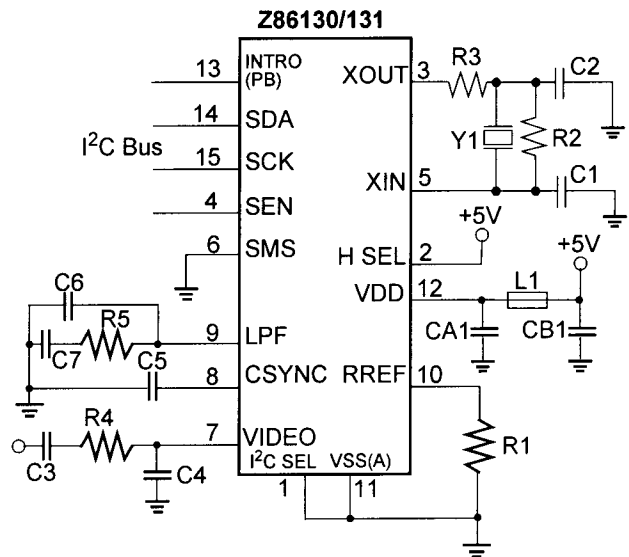 Z86130/131
13 INTRO (PB)
XOUT 3
R3
C2
14 SDA
I²C Bus
15 SCK
Y1
R2
4 SEN
XIN 5
C1
6 SMS
+5V
+5V
H SEL 2
L1
VDD 12
CA1
CB1
C6
R5
C7
9 LPF
C5
8 CSYNC
RREF 10
R4
C3
7 VIDEO
R1
C4
I²C SEL
VSS(A)
1
11